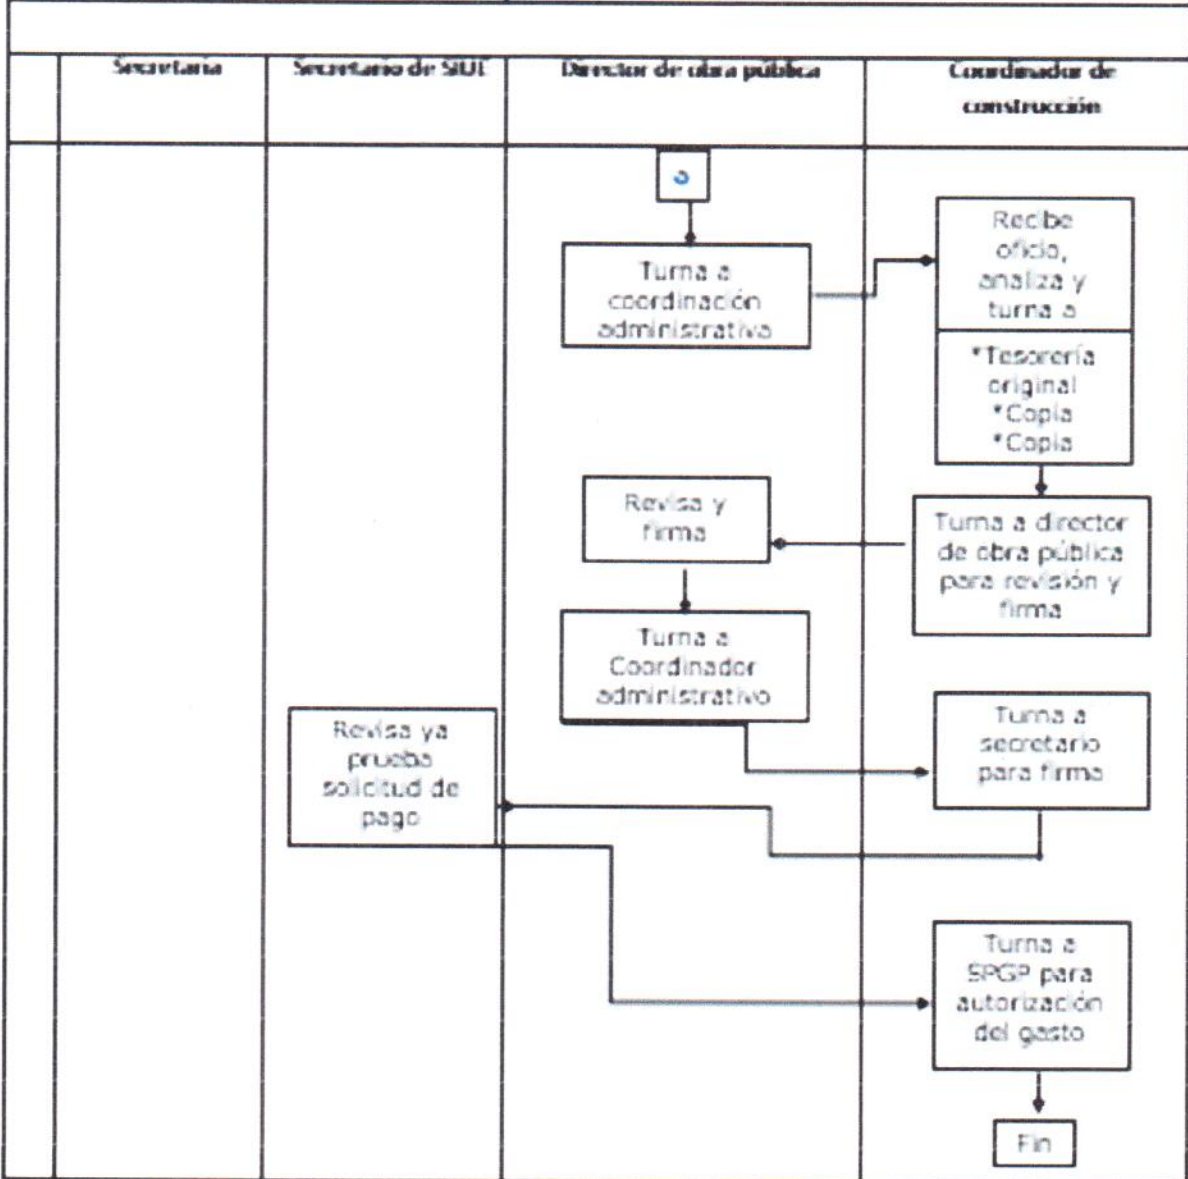 Secretaria
Secretario de SIUE
Director de obra pública
Coordinador de
construcción
Turna a
coordinación
administrativa
Recibe
oficio,
analiza y
turna a
*Tesorería
original
*Copia
*Copia
Turna a director
de obra pública
para revisión y
firma
Revisa y
firma
Turna a
Coordinador
administrativo
Turna a
secretario
para firma
Revisa ya
prueba
solicitud de
pago
Turna a
SPGP para
autorización
del gasto
Fin